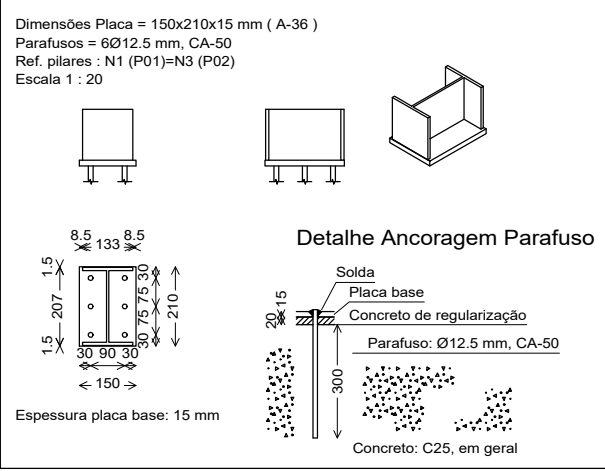 Dimensões Placa = 150x210x15 mm ( A-36 )
Parafusos = 6Ø12.5 mm, CA-50
Ref. pilares : N1 (P01)=N3 (P02)
Escala 1 : 20
8.5 133 8.5
1.5
207
1.5
30
75
75
30
210
30 90 30
150
Espessura placa base: 15 mm
Detalhe Ancoragem Parafuso
Solda
Placa base
Concreto de regularização
Parafuso: Ø12.5 mm, CA-50
20
15
300
Concreto: C25, em geral